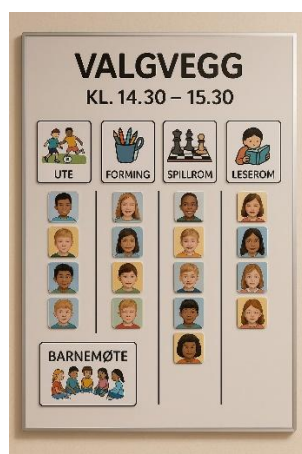 VALGVEGG
KL. 14.30 – 15.30
UTE
FORMING
SPILLROM
LESEROM
BARNEMØTE